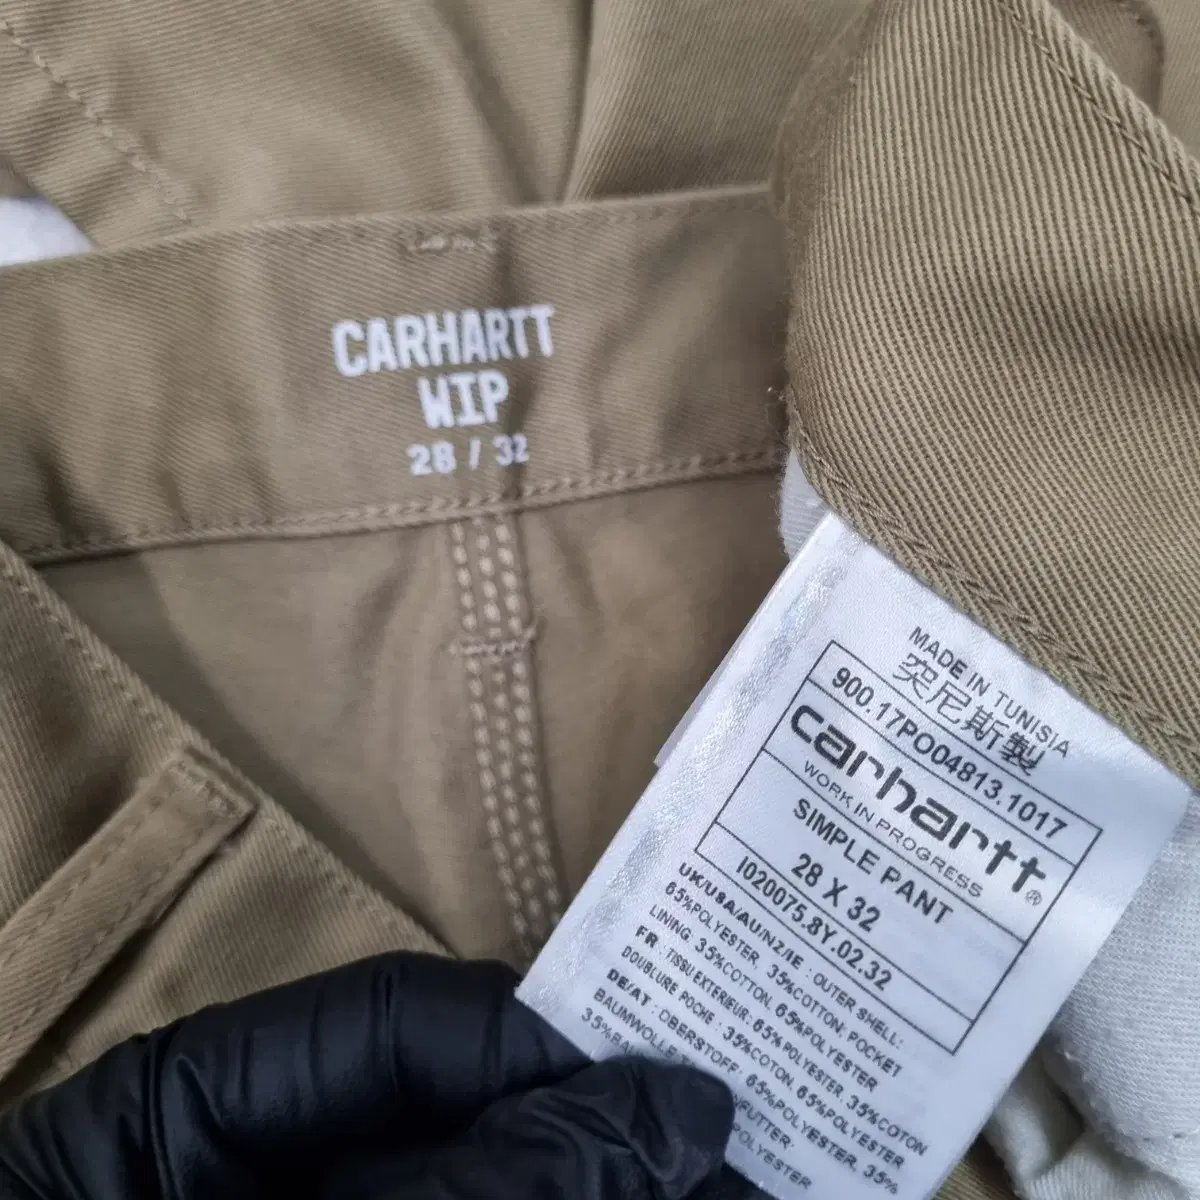 CARHARTT
WIP
28 / 32
MADE IN TUNISIA
突尼斯製
900.17PO04813.1017
carhartt®
WORK IN PROGRESS
SIMPLE PANT
28 X 32
I020075.8Y.02.32
UK/USA/AU/NZ/IE : OUTER SHELL:
65%POLYESTER, 35%COTTON; POCKET
LINING: 35%COTTON, 65%POLYESTER
FR : TISSU EXTERIEUR: 65%POLYESTER, 35%COTON
DOUBLURE POCHE : 35%COTON, 65%POLYESTER
DE/AT : OBERSTOFF: 65%POLYESTER, 35%
BAUMWOLLE
35%
POLYESTER